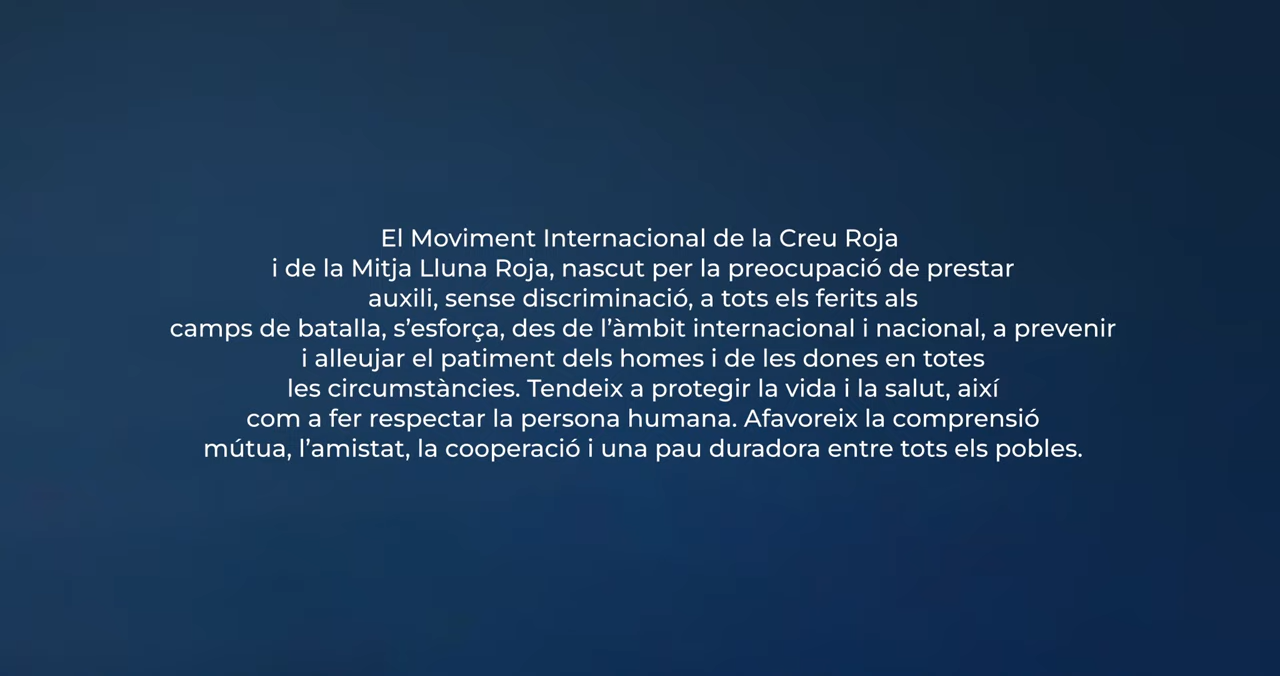 El Moviment Internacional de la Creu Roja
i de la Mitja Lluna Roja, nascut per la preocupació de prestar
auxili, sense discriminació, a tots els ferits als
camps de batalla, s’esforça, des de l’àmbit internacional i nacional, a prevenir
i alleujar el patiment dels homes i de les dones en totes
les circumstàncies. Tendeix a protegir la vida i la salut, així
com a fer respectar la persona humana. Afavoreix la comprensió
mútua, l’amistat, la cooperació i una pau duradora entre tots els pobles.